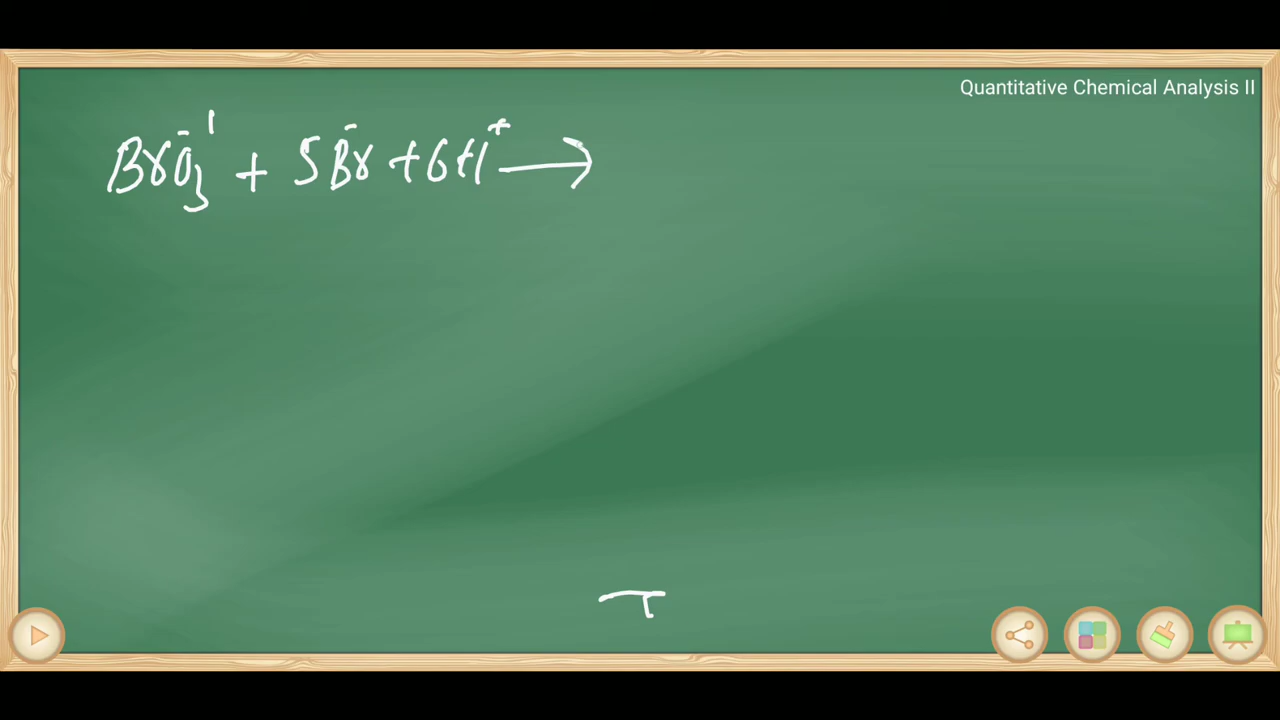 Quantitative Chemical Analysis II
BrO₃⁻ + 5Br⁻ + 6H⁺ ⟶